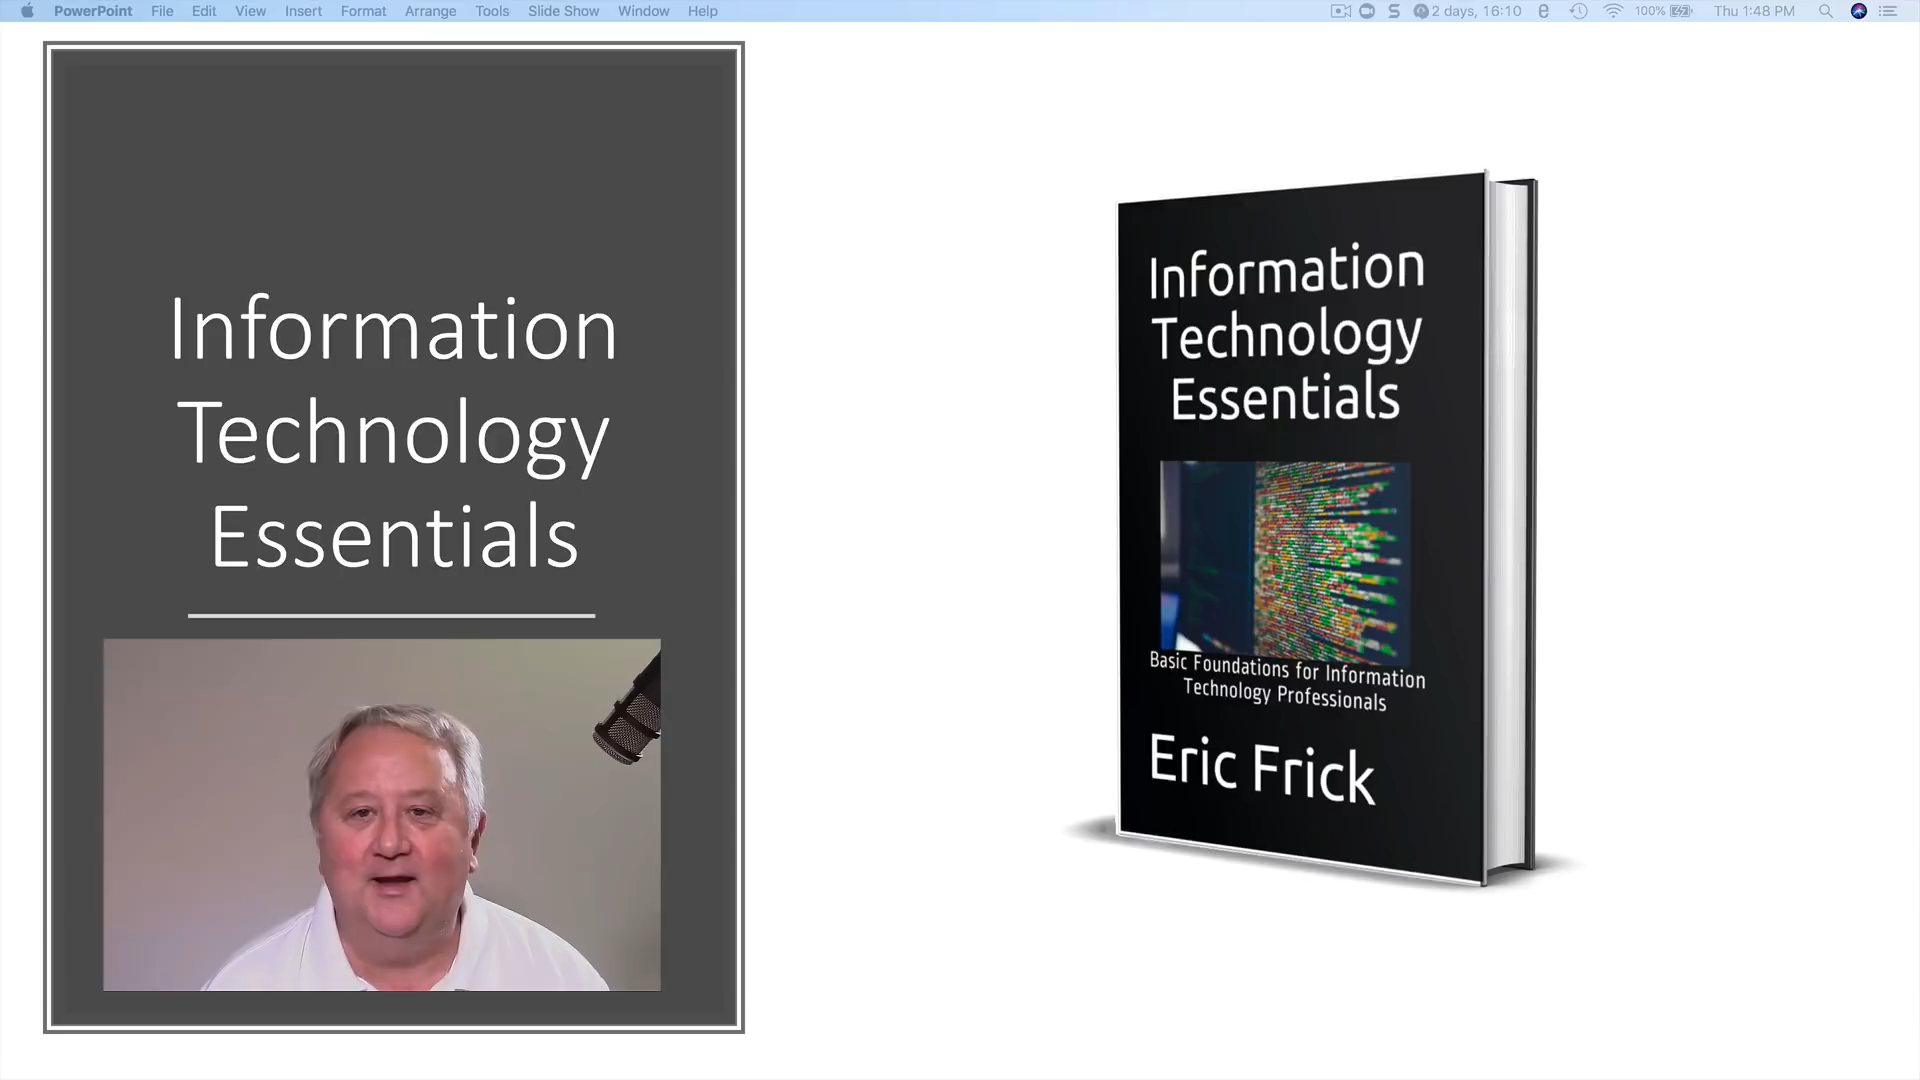 PowerPoint File Edit View Insert Format Arrange Tools Slide Show Window Help 2 days, 16:10 100% Thu 1:48 PM
Information
Technology
Essentials
Information
Technology
Essentials
Basic Foundations for Information
Technology Professionals
Eric Frick